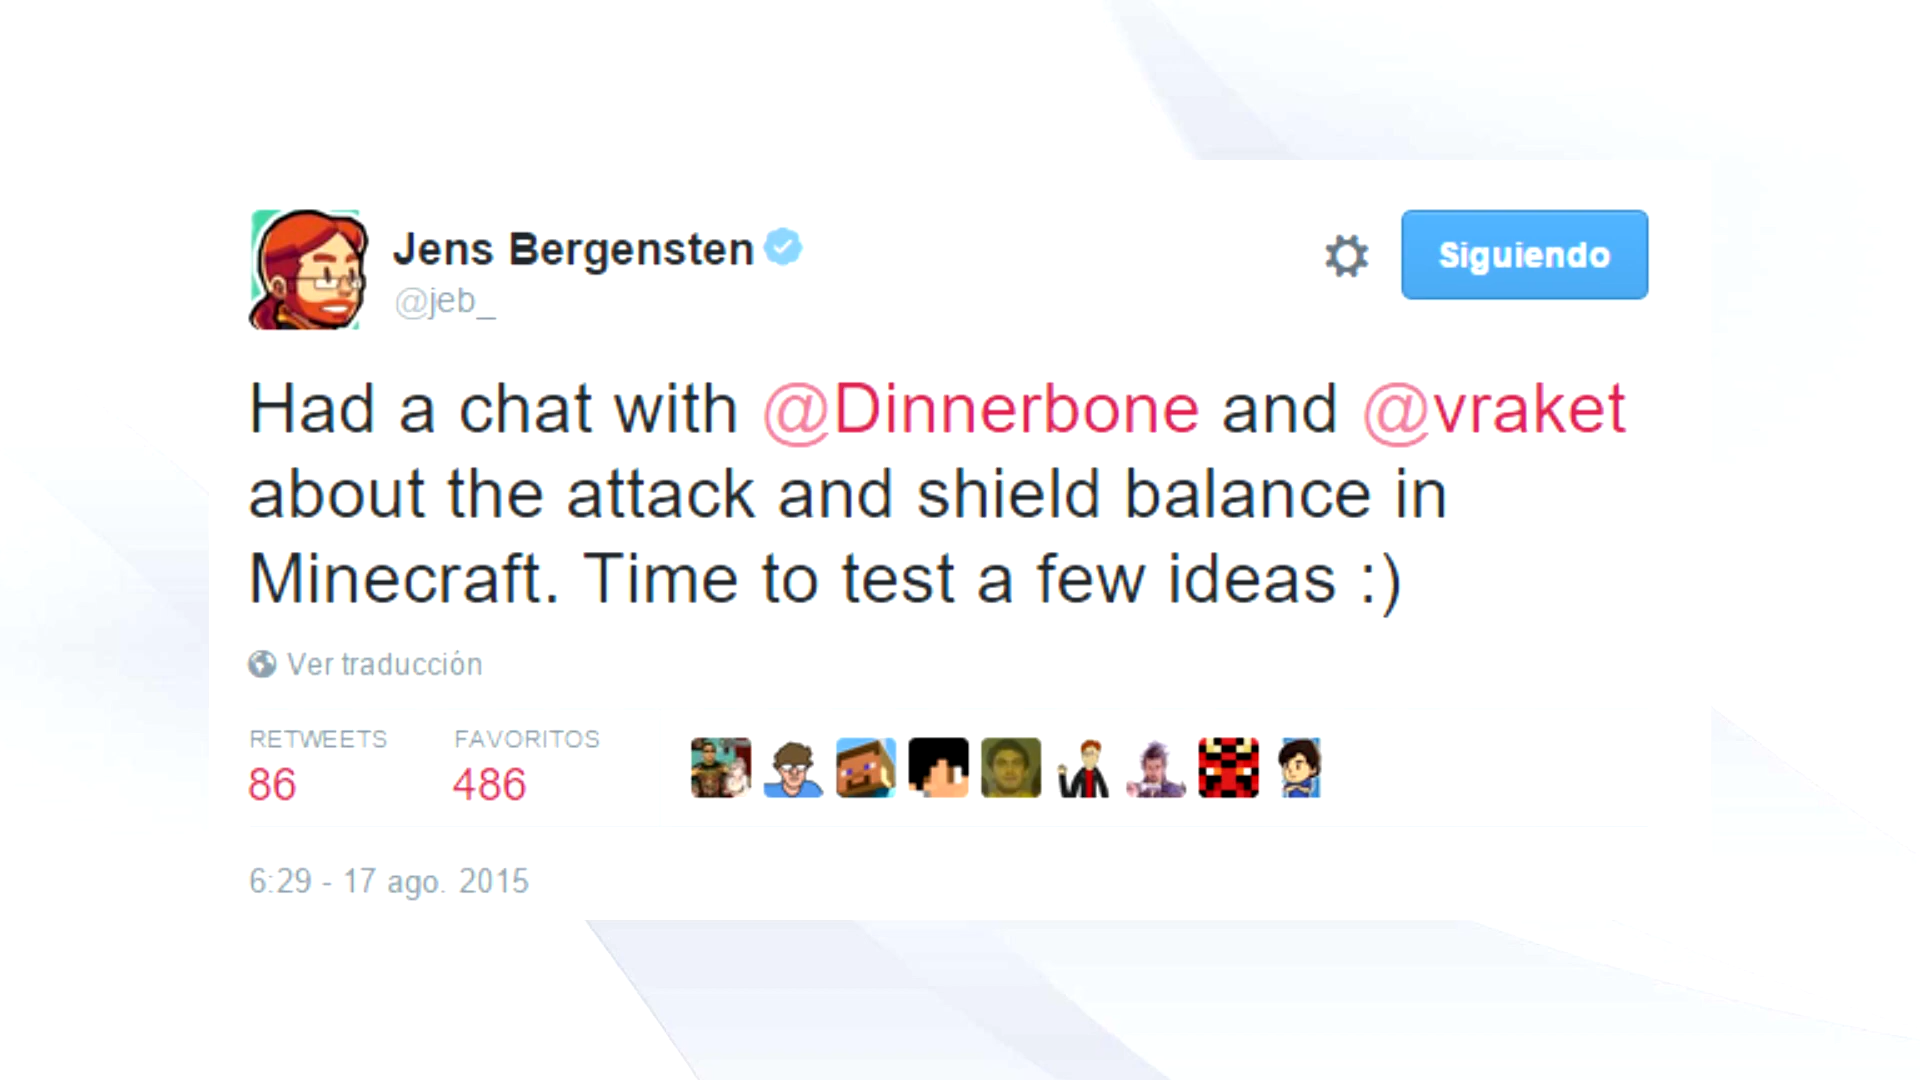 Jens Bergensten
@jeb_
Siguiendo
Had a chat with @Dinnerbone and @vraket
about the attack and shield balance in
Minecraft. Time to test a few ideas :)
Ver traducción
RETWEETS FAVORITOS
86 486
6:29 - 17 ago. 2015